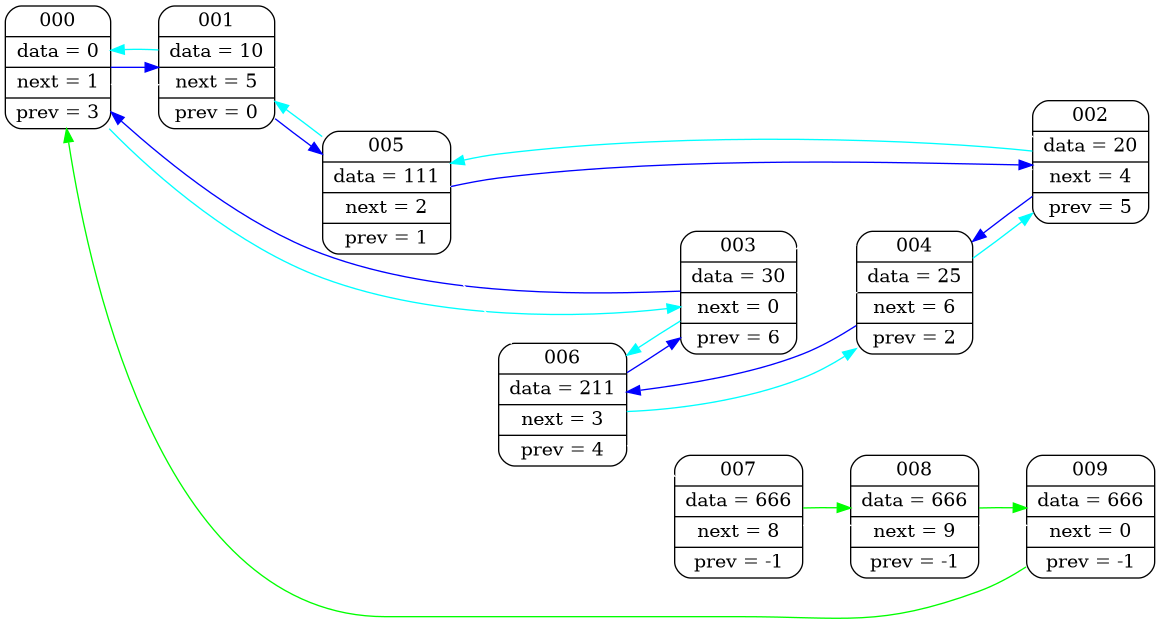 000
data = 0
next = 1
prev = 3
001
data = 10
next = 5
prev = 0
005
data = 111
next = 2
prev = 1
002
data = 20
next = 4
prev = 5
003
data = 30
next = 0
prev = 6
004
data = 25
next = 6
prev = 2
006
data = 211
next = 3
prev = 4
007
data = 666
next = 8
prev = -1
008
data = 666
next = 9
prev = -1
009
data = 666
next = 0
prev = -1